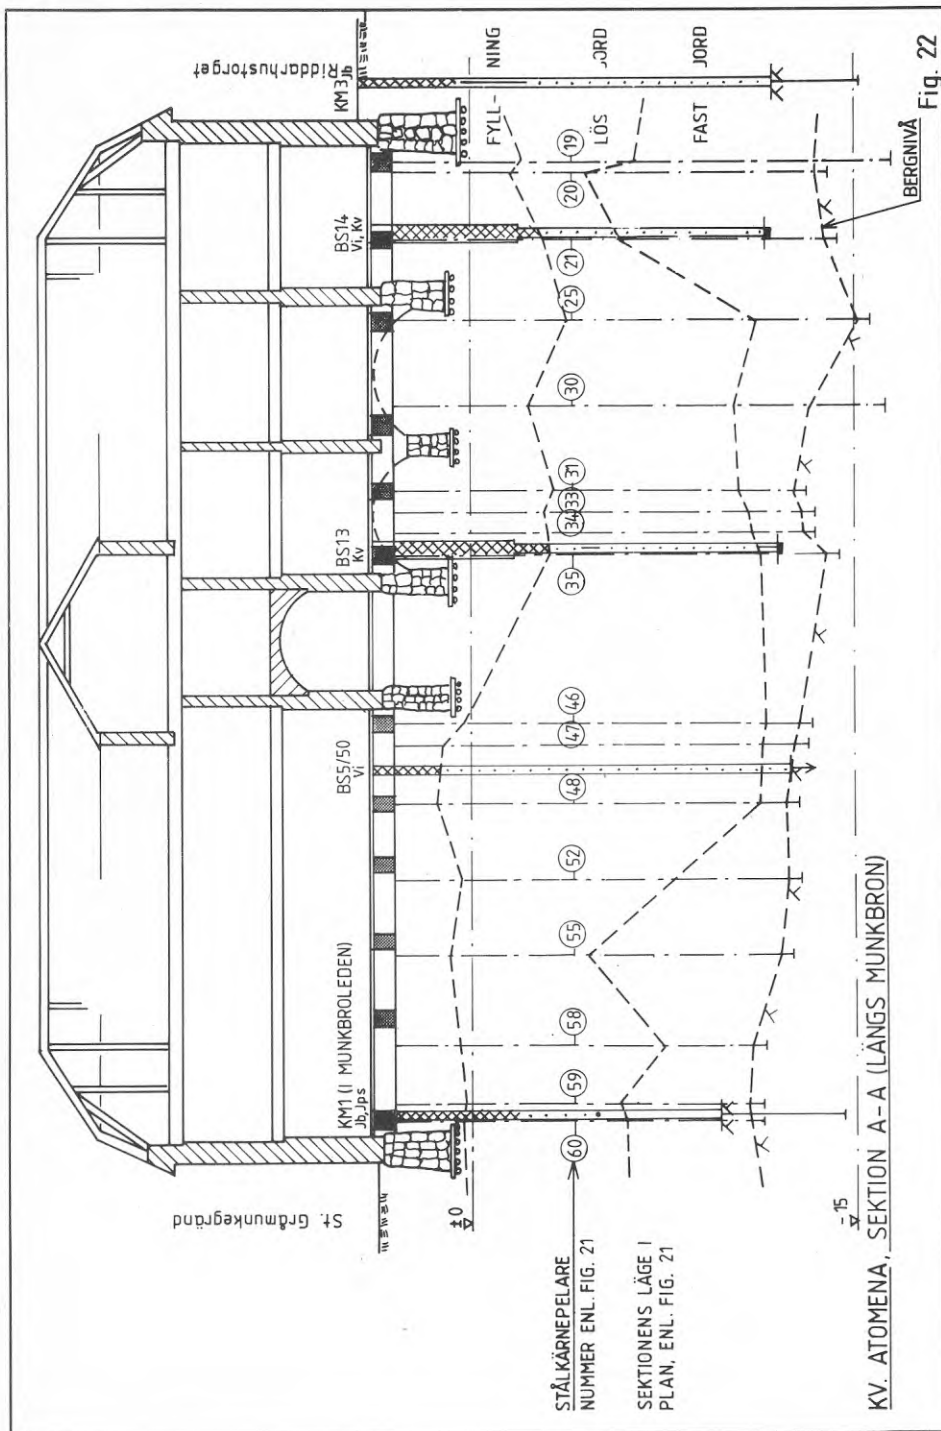 St. Gråmunkegränd
Riddarhustorget
KM1 (I MUNKBROLEDEN)
Jb, Jps
BS5/50
Vi
BS13
Kv
BS14
Vi, Kv
KM3
Jb
±0
FYLL-
NING
LÖS
JORD
FAST
JORD
STÅLKÄRNEPELARE
NUMMER ENL. FIG. 21
60
59
58
55
52
48
47
46
35
34
33
31
30
25
21
20
19
SEKTIONENS LÄGE I
PLAN, ENL. FIG. 21
-15
BERGNIVÅ
KV. ATOMENA, SEKTION A-A (LÄNGS MUNKBRON)
Fig. 22